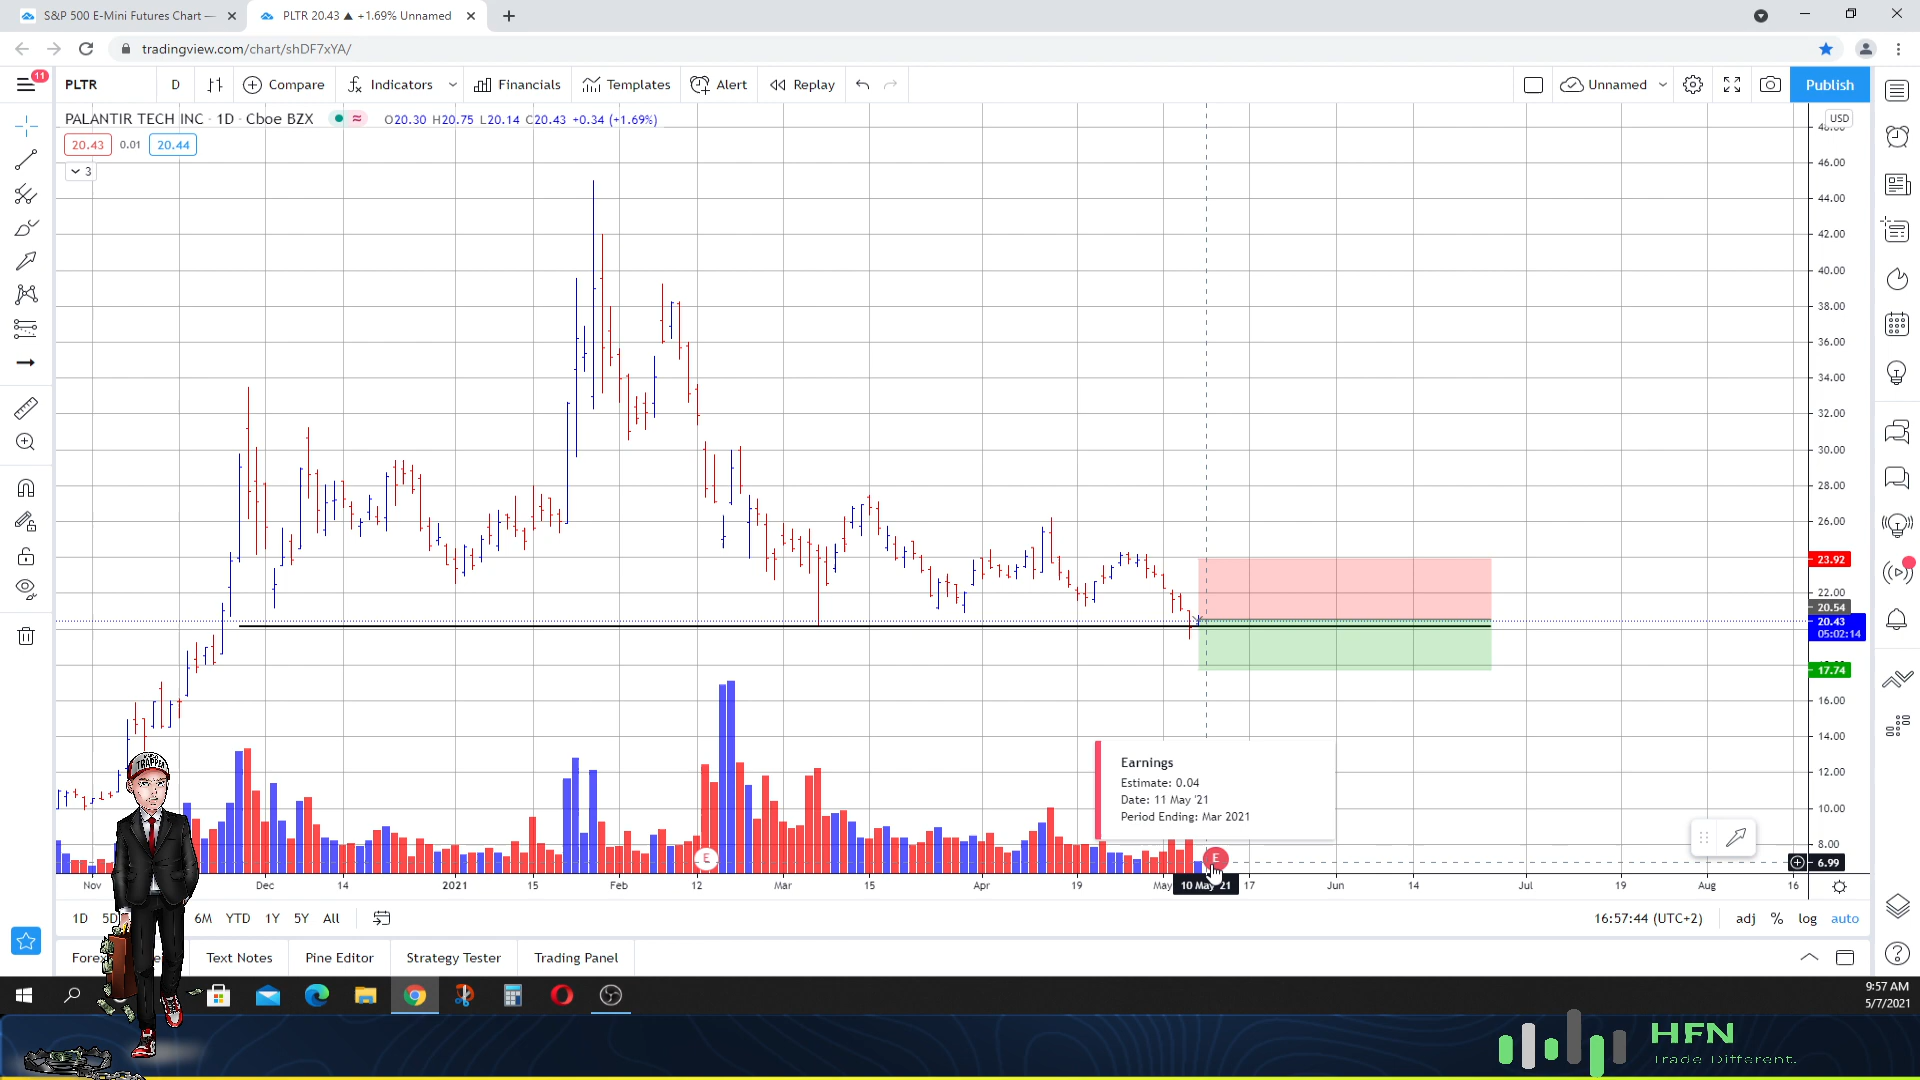 S&P 500 E-Mini Futures Chart —
PLTR 20.43 ▲ +1.69% Unnamed
tradingview.com/chart/shDF7xYA/
11
PLTR
D
Compare
Indicators
Financials
Templates
Alert
Replay
Unnamed
Publish
PALANTIR TECH INC · 1D · Cboe BZX
O20.30 H20.75 L20.14 C20.43 +0.34 (+1.69%)
USD
20.43
0.01
20.44
3
46.00
44.00
42.00
40.00
38.00
36.00
34.00
32.00
30.00
28.00
26.00
23.92
22.00
20.54
20.43
05:02:14
17.74
16.00
14.00
12.00
10.00
8.00
6.99
Earnings
Estimate: 0.04
Date: 11 May '21
Period Ending: Mar 2021
E
E
Nov
Dec
14
2021
15
Feb
12
Mar
15
Apr
19
May
10 May '21
17
Jun
14
Jul
19
Aug
16
1D
5D
6M
YTD
1Y
5Y
All
16:57:44 (UTC+2)
adj
%
log
auto
TRAPPER
Text Notes
Pine Editor
Strategy Tester
Trading Panel
9:57 AM
5/7/2021
HFN
Trade Different.